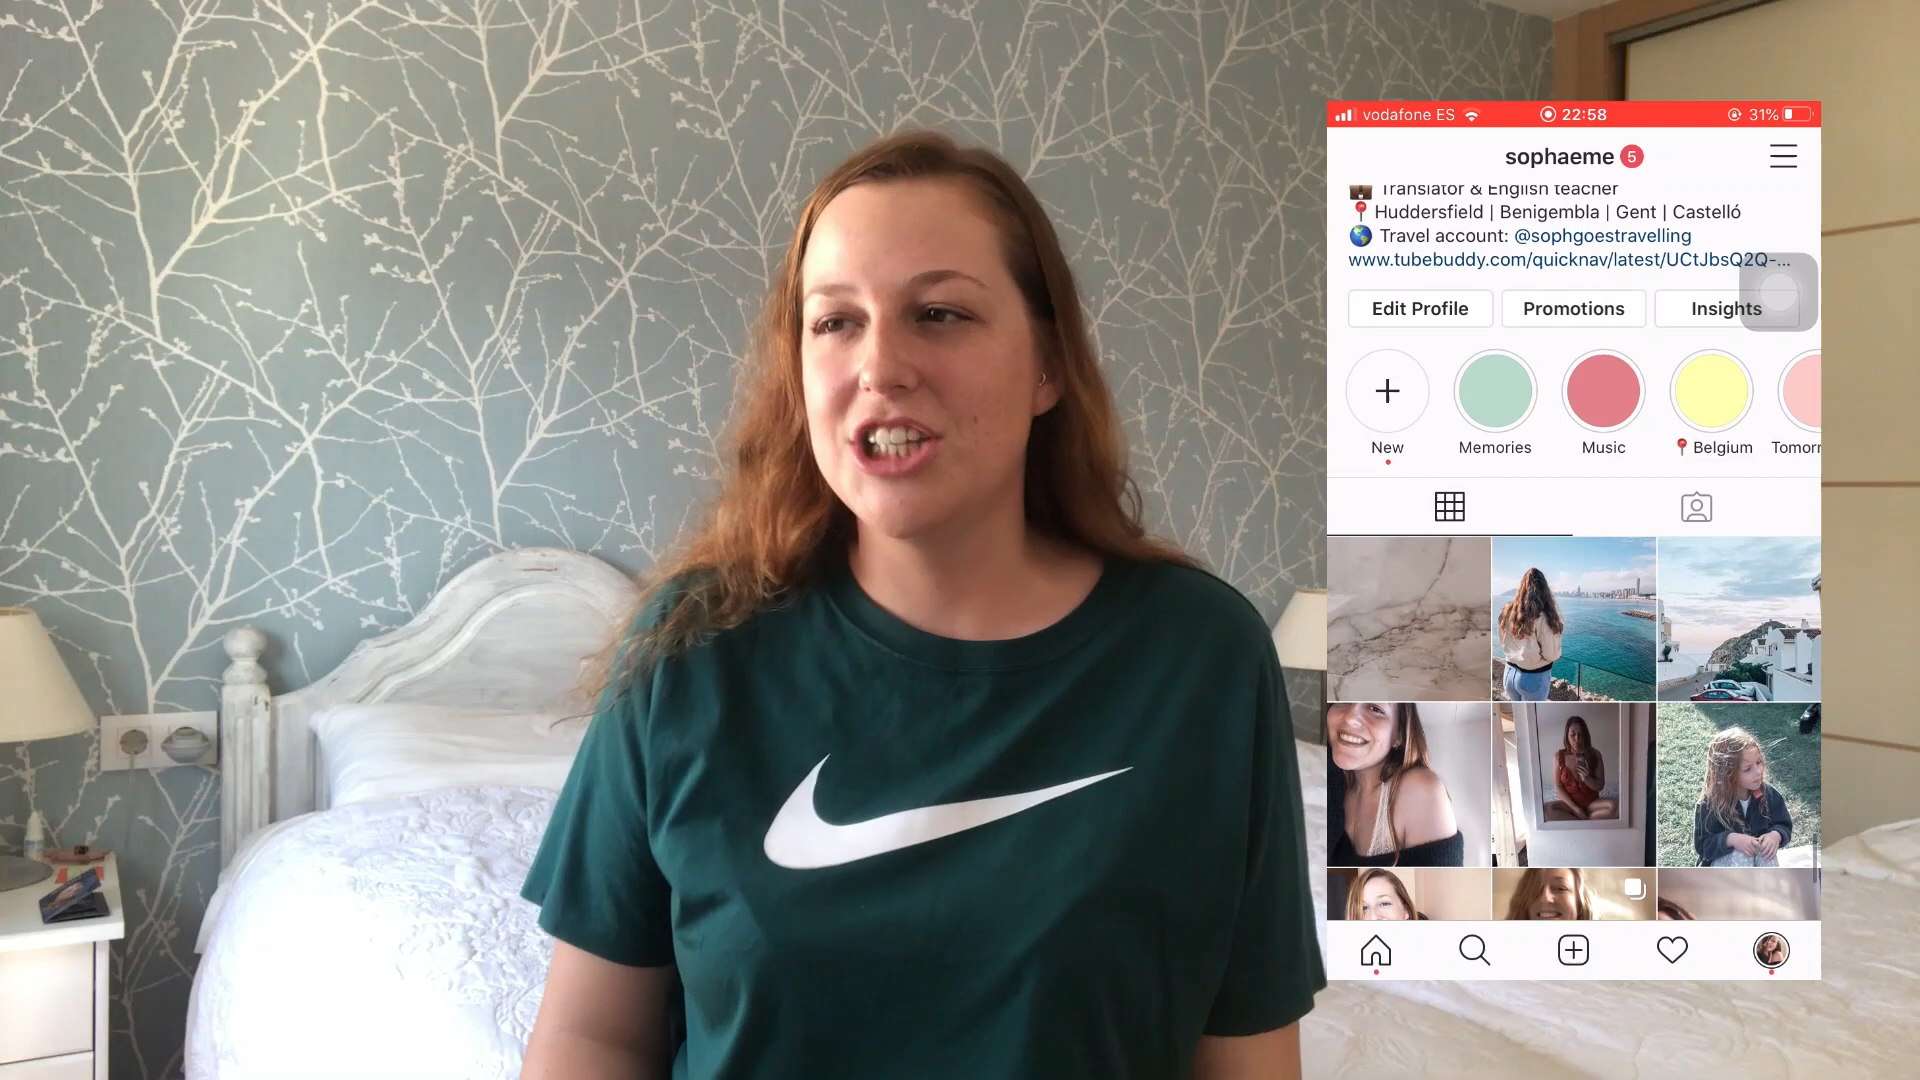 vodafone ES 22:58 31%
sophaeme 5
Translator & English teacher
Huddersfield | Benigembla | Gent | Castelló
Travel account: @sophgoestravelling
www.tubebuddy.com/quicknav/latest/UCtJbsQ2Q-...
Edit Profile Promotions Insights
New Memories Music Belgium Tomorr